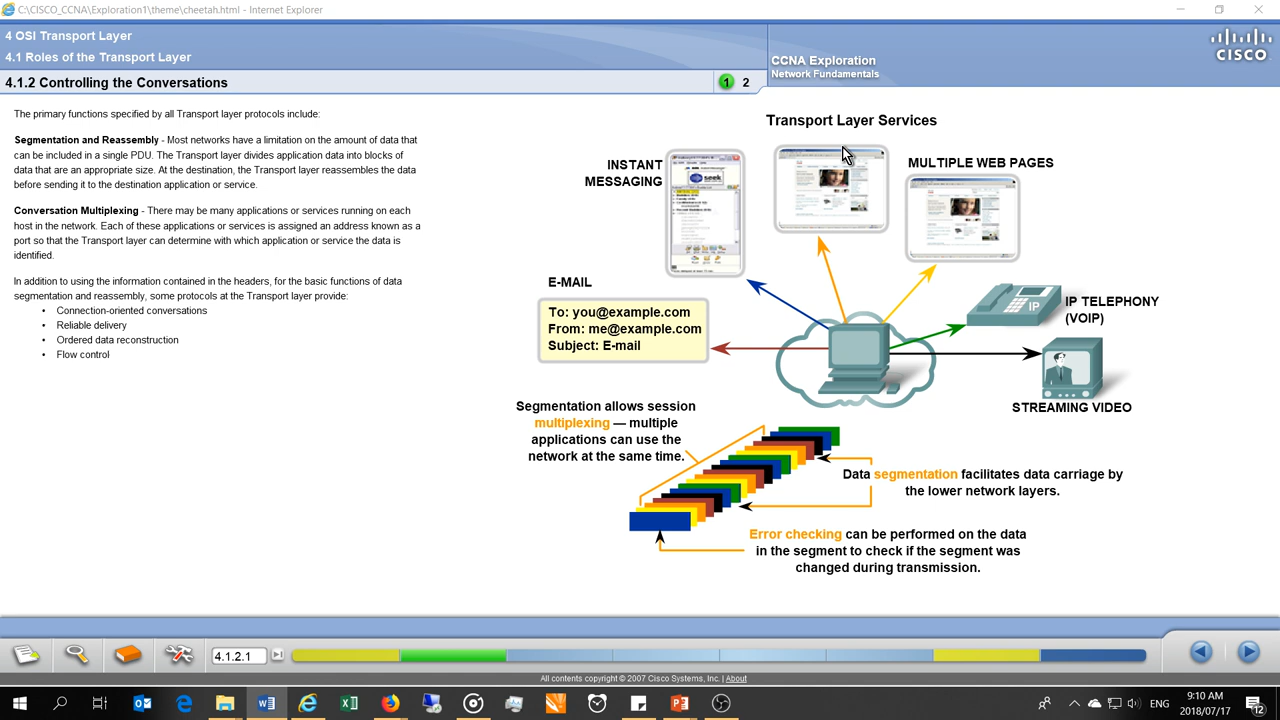 C:\CISCO_CCNA\Exploration1\theme\cheetah.html - Internet Explorer
4 OSI Transport Layer
4.1 Roles of the Transport Layer
4.1.2 Controlling the Conversations
1 2
CCNA Exploration
Network Fundamentals
CISCO
The primary functions specified by all Transport layer protocols include:
Segmentation and Reassembly - Most networks have a limitation on the amount of data that
can be included in a single PDU. The Transport layer divides application data into blocks of
data that are an appropriate size. At the destination, the Transport layer reassembles the data
before sending it to the destination application or service.
Conversation Multiplexing - There may be many applications or services running on each
host in the network. Each of these applications or services is assigned an address known as a
port so that the Transport layer can determine with which application or service the data is
identified.
In addition to using the information contained in the headers, for the basic functions of data
segmentation and reassembly, some protocols at the Transport layer provide:
• Connection-oriented conversations
• Reliable delivery
• Ordered data reconstruction
• Flow control
Transport Layer Services
INSTANT
MESSAGING
seek
MULTIPLE WEB PAGES
E-MAIL
To: you@example.com
From: me@example.com
Subject: E-mail
IP
IP TELEPHONY
(VOIP)
STREAMING VIDEO
Segmentation allows session
multiplexing — multiple
applications can use the
network at the same time.
Data segmentation facilitates data carriage by
the lower network layers.
Error checking can be performed on the data
in the segment to check if the segment was
changed during transmission.
4.1.2.1
All contents copyright © 2007 Cisco Systems, Inc. | About
ENG
9:10 AM
2018/07/17
12